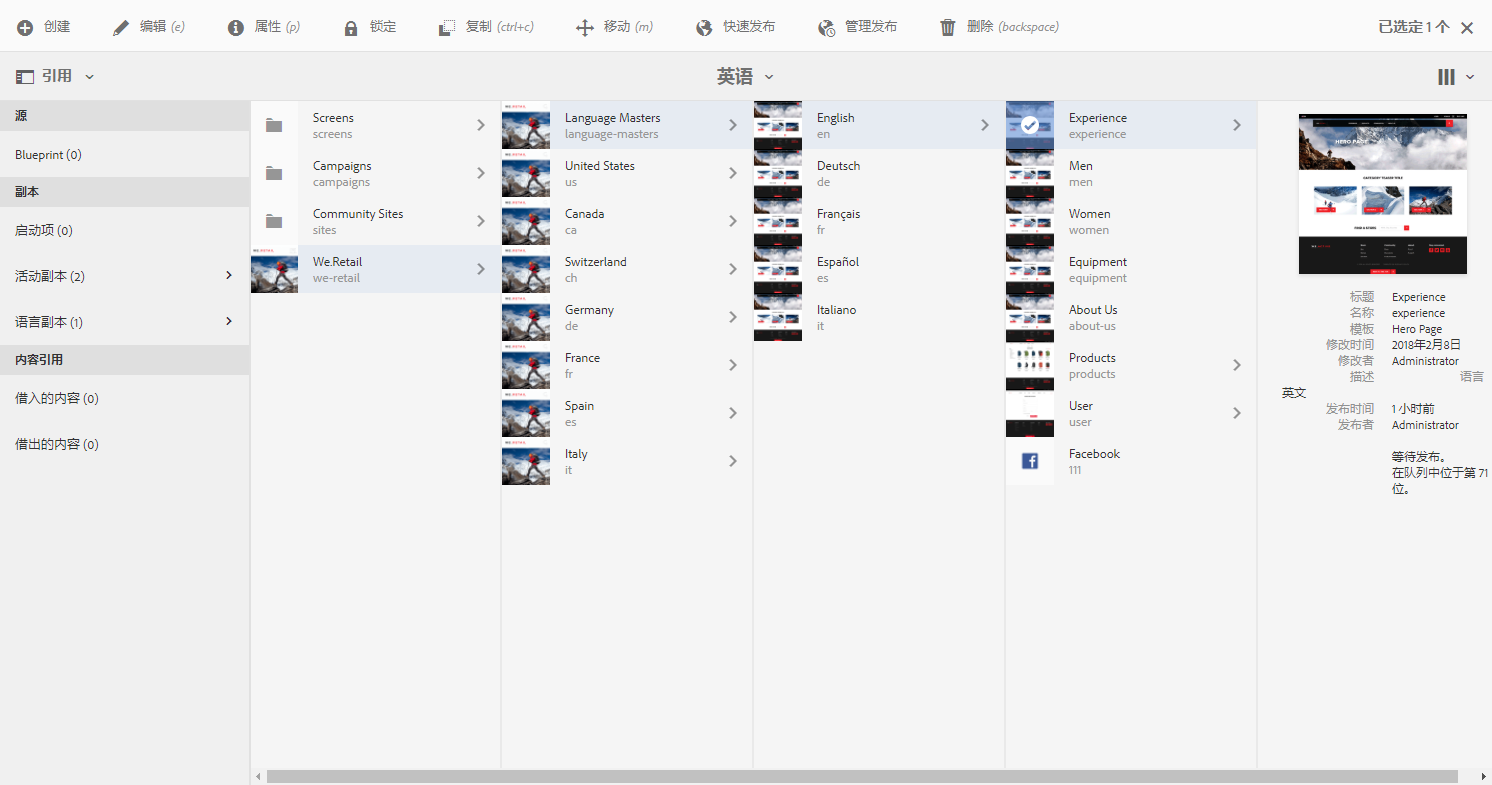 创建 编辑 (e) 属性 (p) 锁定 复制 (ctrl+c) 移动 (m) 快速发布 管理发布 删除 (backspace) 已选定 1 个
引用 英语
源
Blueprint (0)
副本
启动项 (0)
活动副本 (2)
语言副本 (1)
内容引用
借入的内容 (0)
借出的内容 (0)
Screens
screens
Campaigns
campaigns
Community Sites
sites
We.Retail
we-retail
Language Masters
language-masters
United States
us
Canada
ca
Switzerland
ch
Germany
de
France
fr
Spain
es
Italy
it
English
en
Deutsch
de
Français
fr
Español
es
Italiano
it
Experience
experience
Men
men
Women
women
Equipment
equipment
About Us
about-us
Products
products
User
user
Facebook
111
HERO PAGE
标题 Experience
名称 experience
模板 Hero Page
修改时间 2018年2月8日
修改者 Administrator
描述 语言
英文
发布时间 1 小时前
发布者 Administrator
等待发布。
在队列中位于第 71
位。